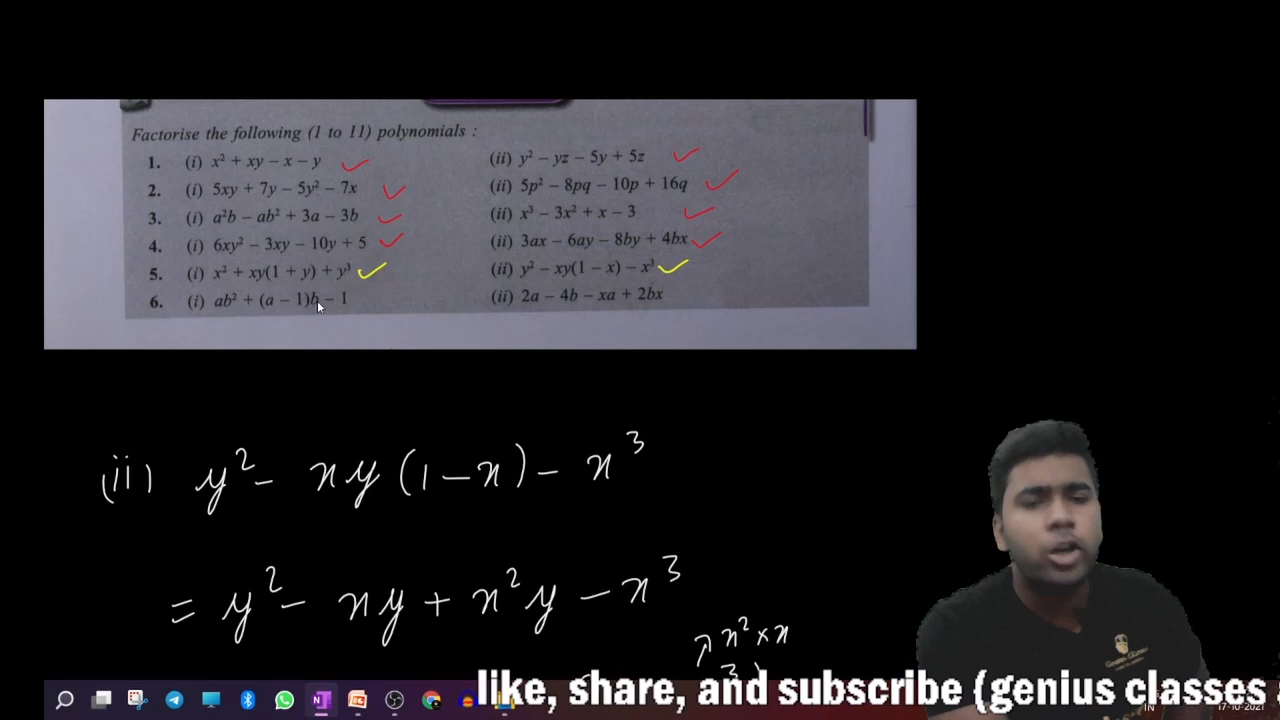 Factorise the following (1 to 11) polynomials :
1. (i) x² + xy − x − y (ii) y² − yz − 5y + 5z
2. (i) 5xy + 7y − 5y² − 7x (ii) 5p² − 8pq − 10p + 16q
3. (i) a²b − ab² + 3a − 3b (ii) x³ − 3x² + x − 3
4. (i) 6xy² − 3xy − 10y + 5 (ii) 3ax − 6ay − 8by + 4bx
5. (i) x² + xy(1 + y) + y³ (ii) y² − xy(1 − x) − x³
6. (i) ab² + (a − 1)b − 1 (ii) 2a − 4b − xa + 2bx
(ii) y² − xy (1 − x) − x³
= y² − xy + x²y − x³
x² × x
like, share, and subscribe (genius classes
IN 17-10-2021